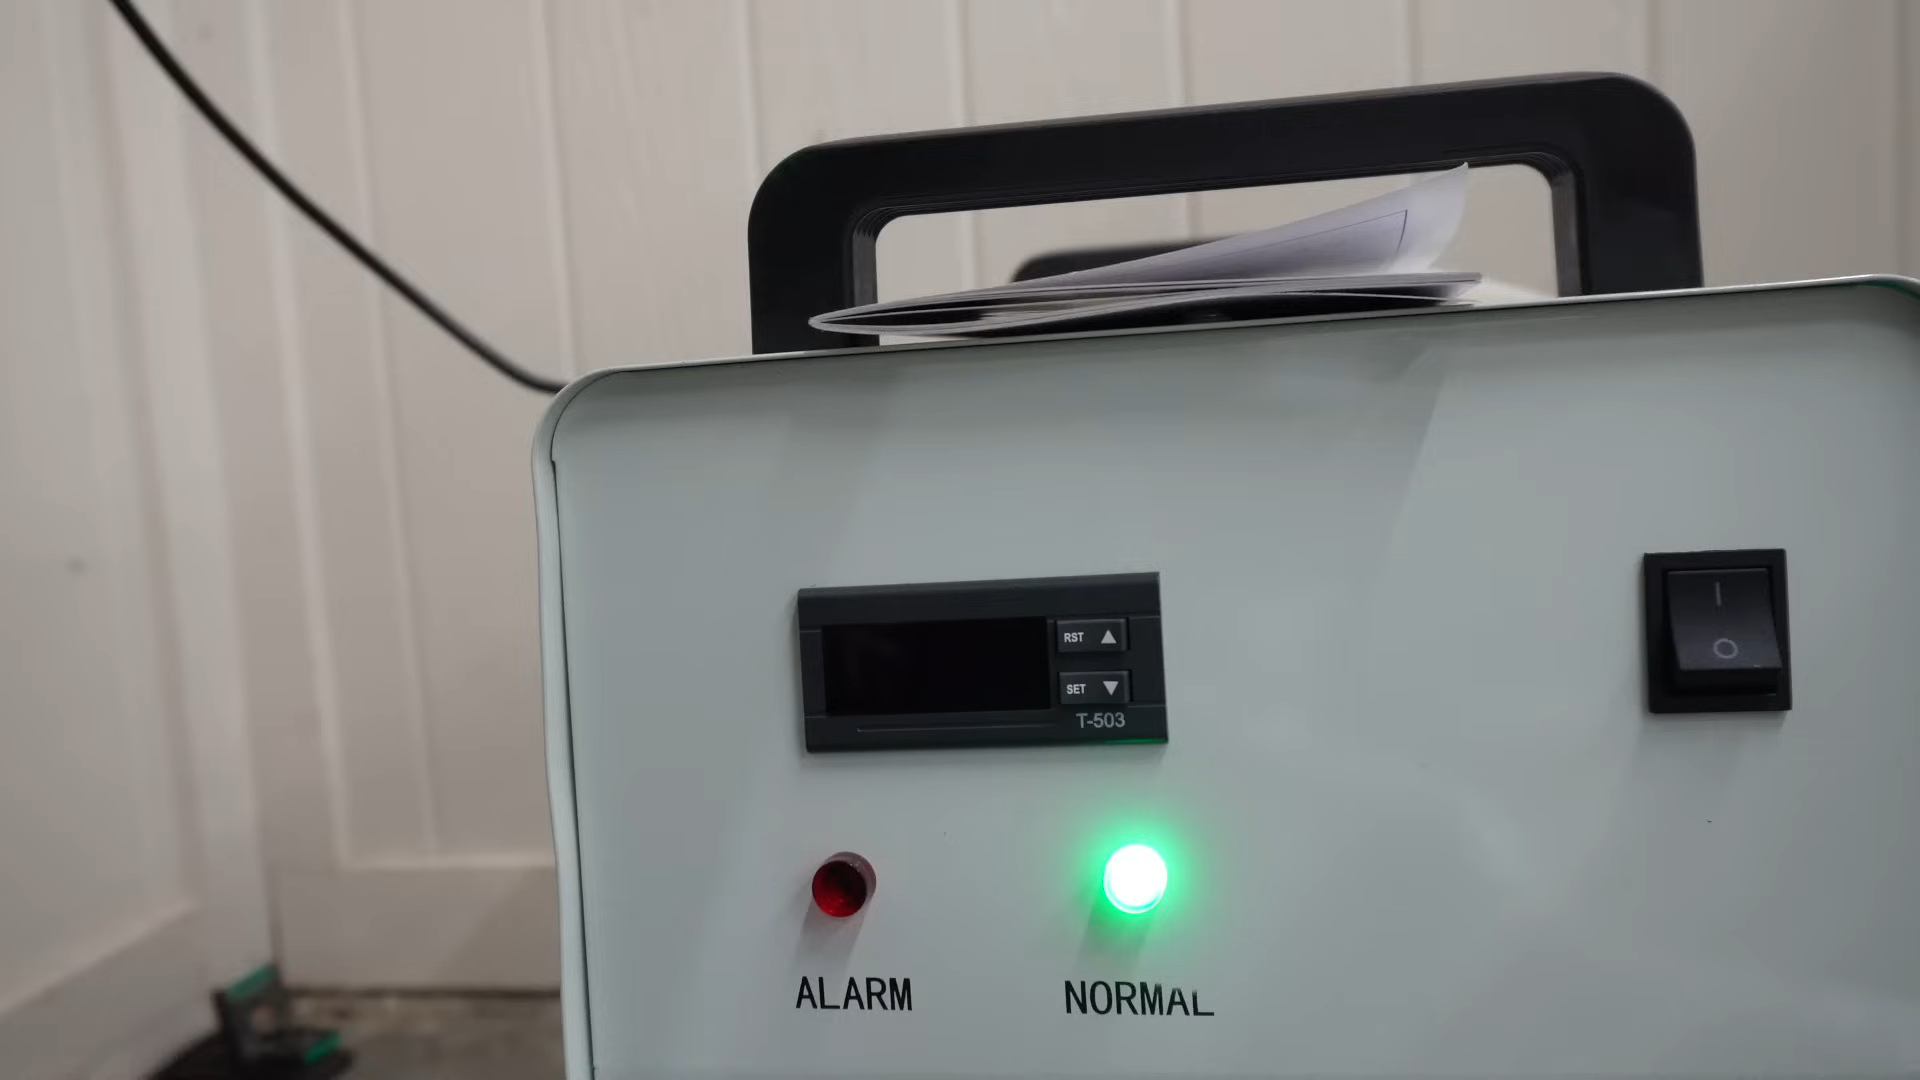 RST ▲
SET ▼
T-503
ALARM
NORMAL